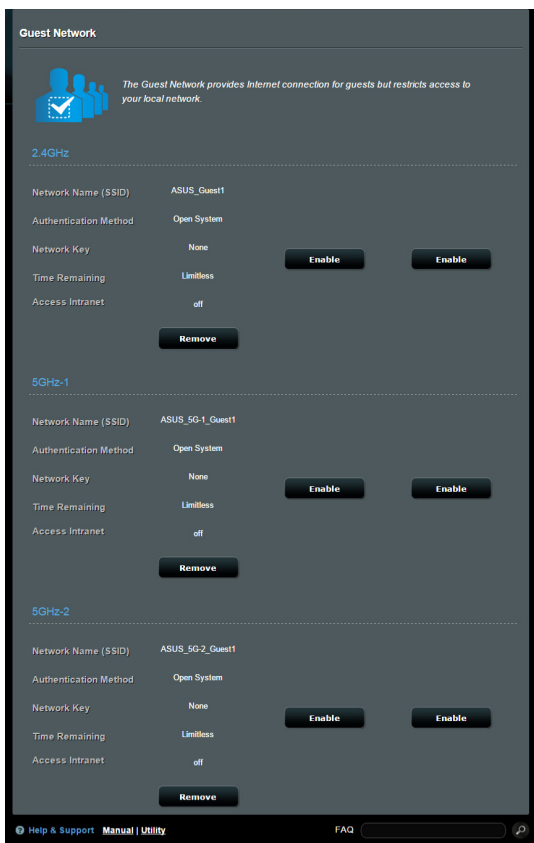 Guest Network
The Guest Network provides Internet connection for guests but restricts access to
your local network.
2.4GHz
Network Name (SSID) ASUS_Guest1
Authentication Method Open System
Network Key None
Enable Enable
Time Remaining Limitless
Access Intranet off
Remove
5GHz-1
Network Name (SSID) ASUS_5G-1_Guest1
Authentication Method Open System
Network Key None
Enable Enable
Time Remaining Limitless
Access Intranet off
Remove
5GHz-2
Network Name (SSID) ASUS_5G-2_Guest1
Authentication Method Open System
Network Key None
Enable Enable
Time Remaining Limitless
Access Intranet off
Remove
? Help & Support Manual | Utility FAQ